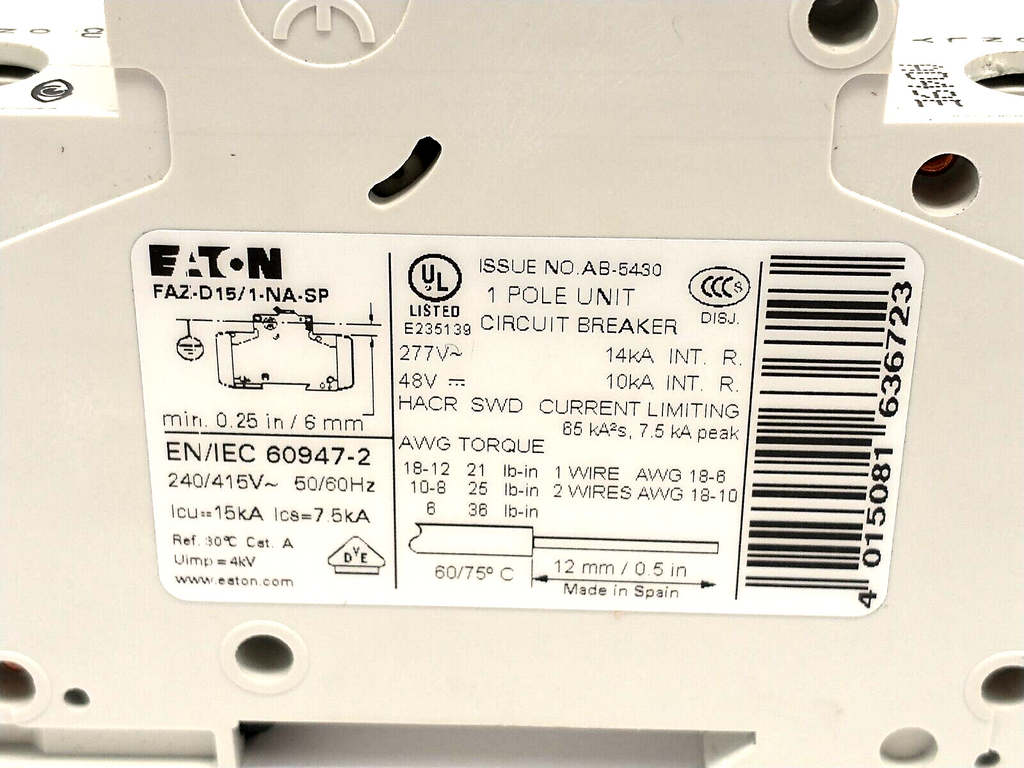 EATON
FAZ-D15/1-NA-SP
min. 0.25 in / 6 mm
EN/IEC 60947-2
240/415V~ 50/60Hz
Icu=15kA Ics=7.5kA
Ref. 30°C Cat. A
Uimp = 4kV
www.eaton.com
DVE
UL
LISTED
E235139
ISSUE NO.AB-5430
1 POLE UNIT
CIRCUIT BREAKER
CCC S
DISJ.
277V~ 14kA INT. R.
48V ⎓ 10kA INT. R.
HACR SWD CURRENT LIMITING
65 kA²s, 7.5 kA peak
AWG TORQUE
18-12 21 lb-in 1 WIRE AWG 18-6
10-8 25 lb-in 2 WIRES AWG 18-10
6 36 lb-in
60/75° C
12 mm / 0.5 in
Made in Spain
4 015081 636723
CE